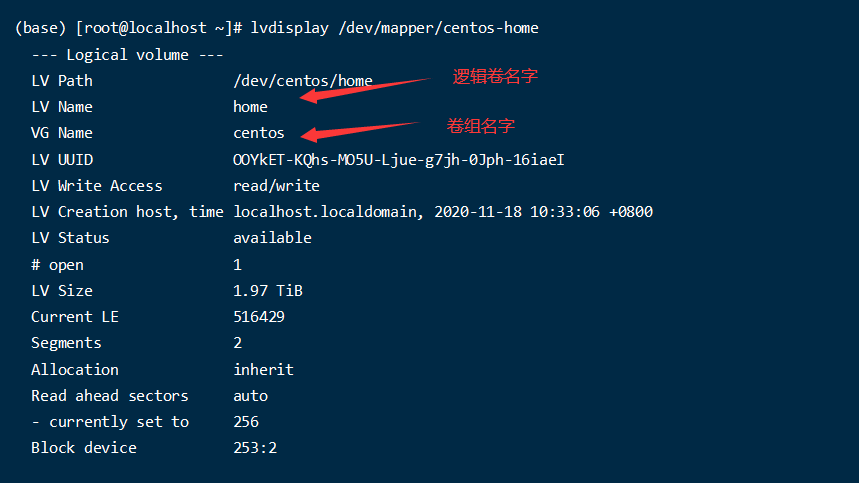 (base) [root@localhost ~]# lvdisplay /dev/mapper/centos-home
--- Logical volume ---
LV Path /dev/centos/home
逻辑卷名字
LV Name home
VG Name centos
卷组名字
LV UUID OOYkET-KQhs-MO5U-Ljue-g7jh-0Jph-16iaeI
LV Write Access read/write
LV Creation host, time localhost.localdomain, 2020-11-18 10:33:06 +0800
LV Status available
# open 1
LV Size 1.97 TiB
Current LE 516429
Segments 2
Allocation inherit
Read ahead sectors auto
- currently set to 256
Block device 253:2